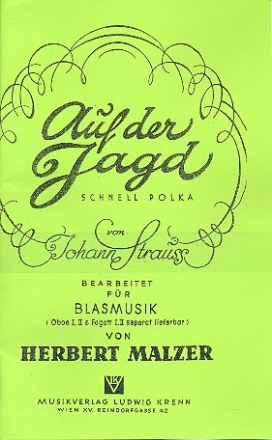 Auf der
Jagd
SCHNELL POLKA
von
Johann Strauss
BEARBEITET
FÜR
BLASMUSIK
( Oboe I, II & Fagott I, II separat lieferbar )
VON
HERBERT MALZER
MUSIKVERLAG LUDWIG KRENN
WIEN XV. REINDORFGASSE 42